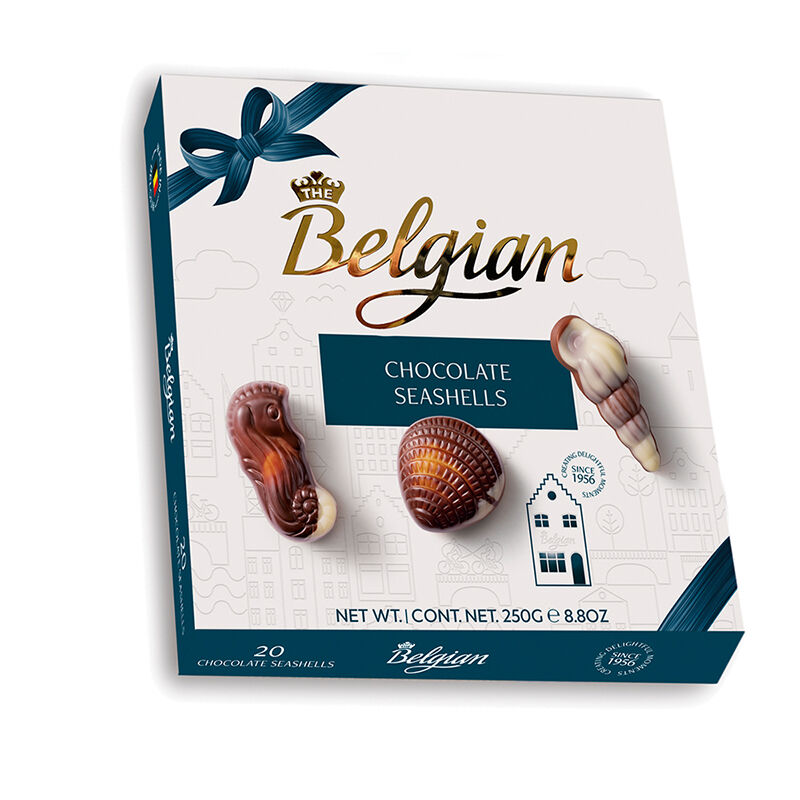 THE
Belgian
CHOCOLATE
SEASHELLS
CREATING DELIGHTFUL MOMENTS
SINCE
1956
Belgian
NET WT. | CONT. NET. 250G ℮ 8.8OZ
THE
Belgian
20
CHOCOLATE SEASHELLS
20
CHOCOLATE SEASHELLS
Belgian
CREATING DELIGHTFUL MOMENTS
SINCE
1956